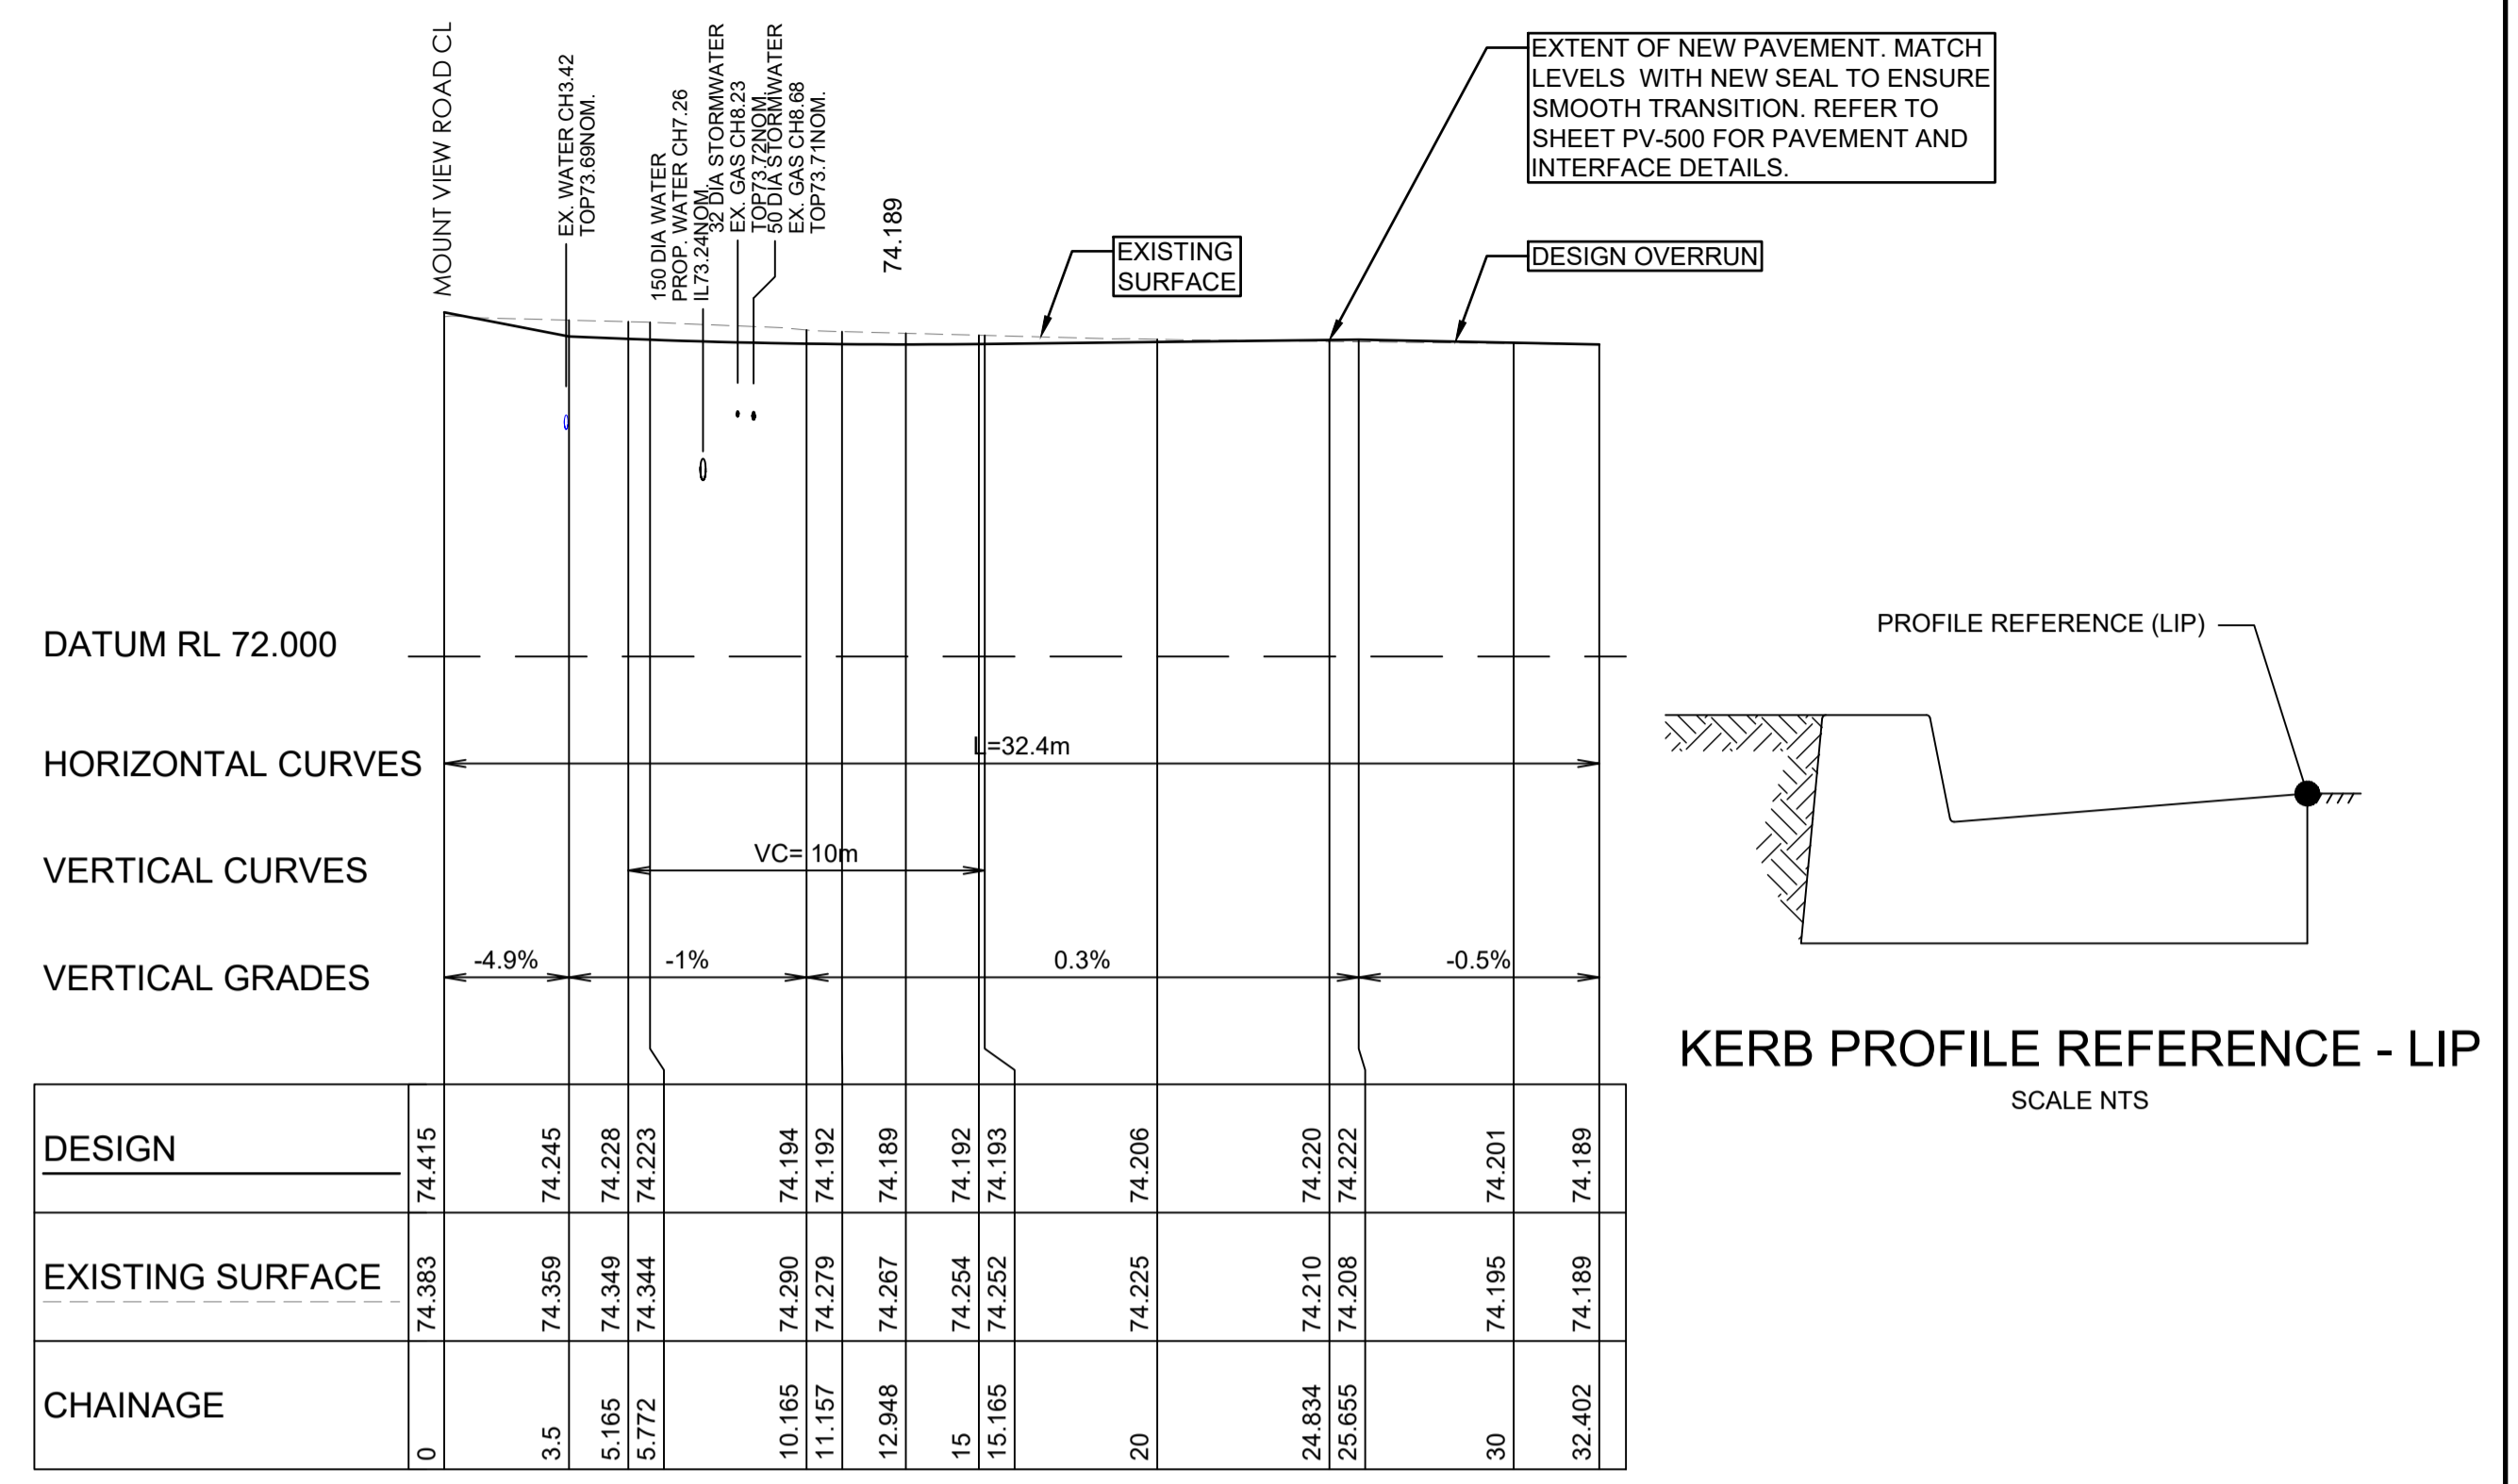 MOUNT VIEW ROAD CL
EX. WATER CH3.42
TOP73.69NOM.
150 DIA WATER
PROP. WATER CH7.26
IL73.24NOM.
32 DIA STORMWATER
EX. GAS CH8.23
TOP73.72NOM.
50 DIA STORMWATER
EX. GAS CH8.68
TOP73.71NOM.
74.189
EXISTING
SURFACE
EXTENT OF NEW PAVEMENT. MATCH
LEVELS WITH NEW SEAL TO ENSURE
SMOOTH TRANSITION. REFER TO
SHEET PV-500 FOR PAVEMENT AND
INTERFACE DETAILS.
DESIGN OVERRUN
DATUM RL 72.000
HORIZONTAL CURVES
L=32.4m
VERTICAL CURVES
VC= 10m
VERTICAL GRADES
-4.9%
-1%
0.3%
-0.5%
DESIGN
74.415
74.245
74.228
74.223
74.194
74.192
74.189
74.192
74.193
74.206
74.220
74.222
74.201
74.189
EXISTING SURFACE
74.383
74.359
74.349
74.344
74.290
74.279
74.267
74.254
74.252
74.225
74.210
74.208
74.195
74.189
CHAINAGE
0
3.5
5.165
5.772
10.165
11.157
12.948
15
15.165
20
24.834
25.655
30
32.402
PROFILE REFERENCE (LIP)
KERB PROFILE REFERENCE - LIP
SCALE NTS